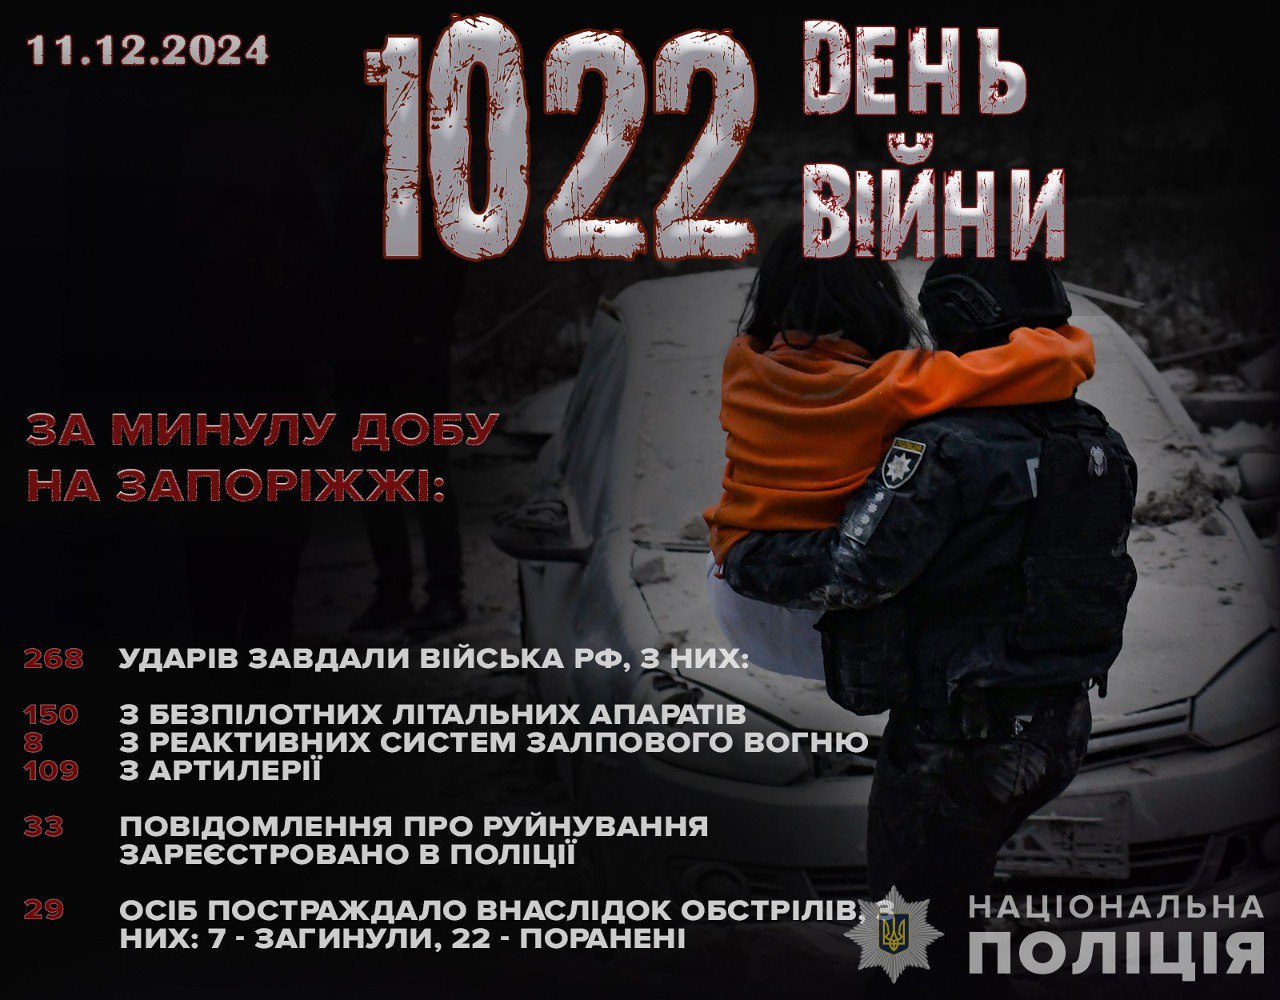 11.12.2024
1022
ДЕНЬ
ВІЙНИ
ЗА МИНУЛУ ДОБУ
НА ЗАПОРІЖЖІ:
268 УДАРІВ ЗАВДАЛИ ВІЙСЬКА РФ, З НИХ:
150 З БЕЗПІЛОТНИХ ЛІТАЛЬНИХ АПАРАТІВ
8 З РЕАКТИВНИХ СИСТЕМ ЗАЛПОВОГО ВОГНЮ
109 З АРТИЛЕРІЇ
33 ПОВІДОМЛЕННЯ ПРО РУЙНУВАННЯ
ЗАРЕЄСТРОВАНО В ПОЛІЦІЇ
29 ОСІБ ПОСТРАЖДАЛО ВНАСЛІДОК ОБСТРІЛІВ, З
НИХ: 7 - ЗАГИНУЛИ, 22 - ПОРАНЕНІ
НАЦІОНАЛЬНА
ПОЛІЦІЯ